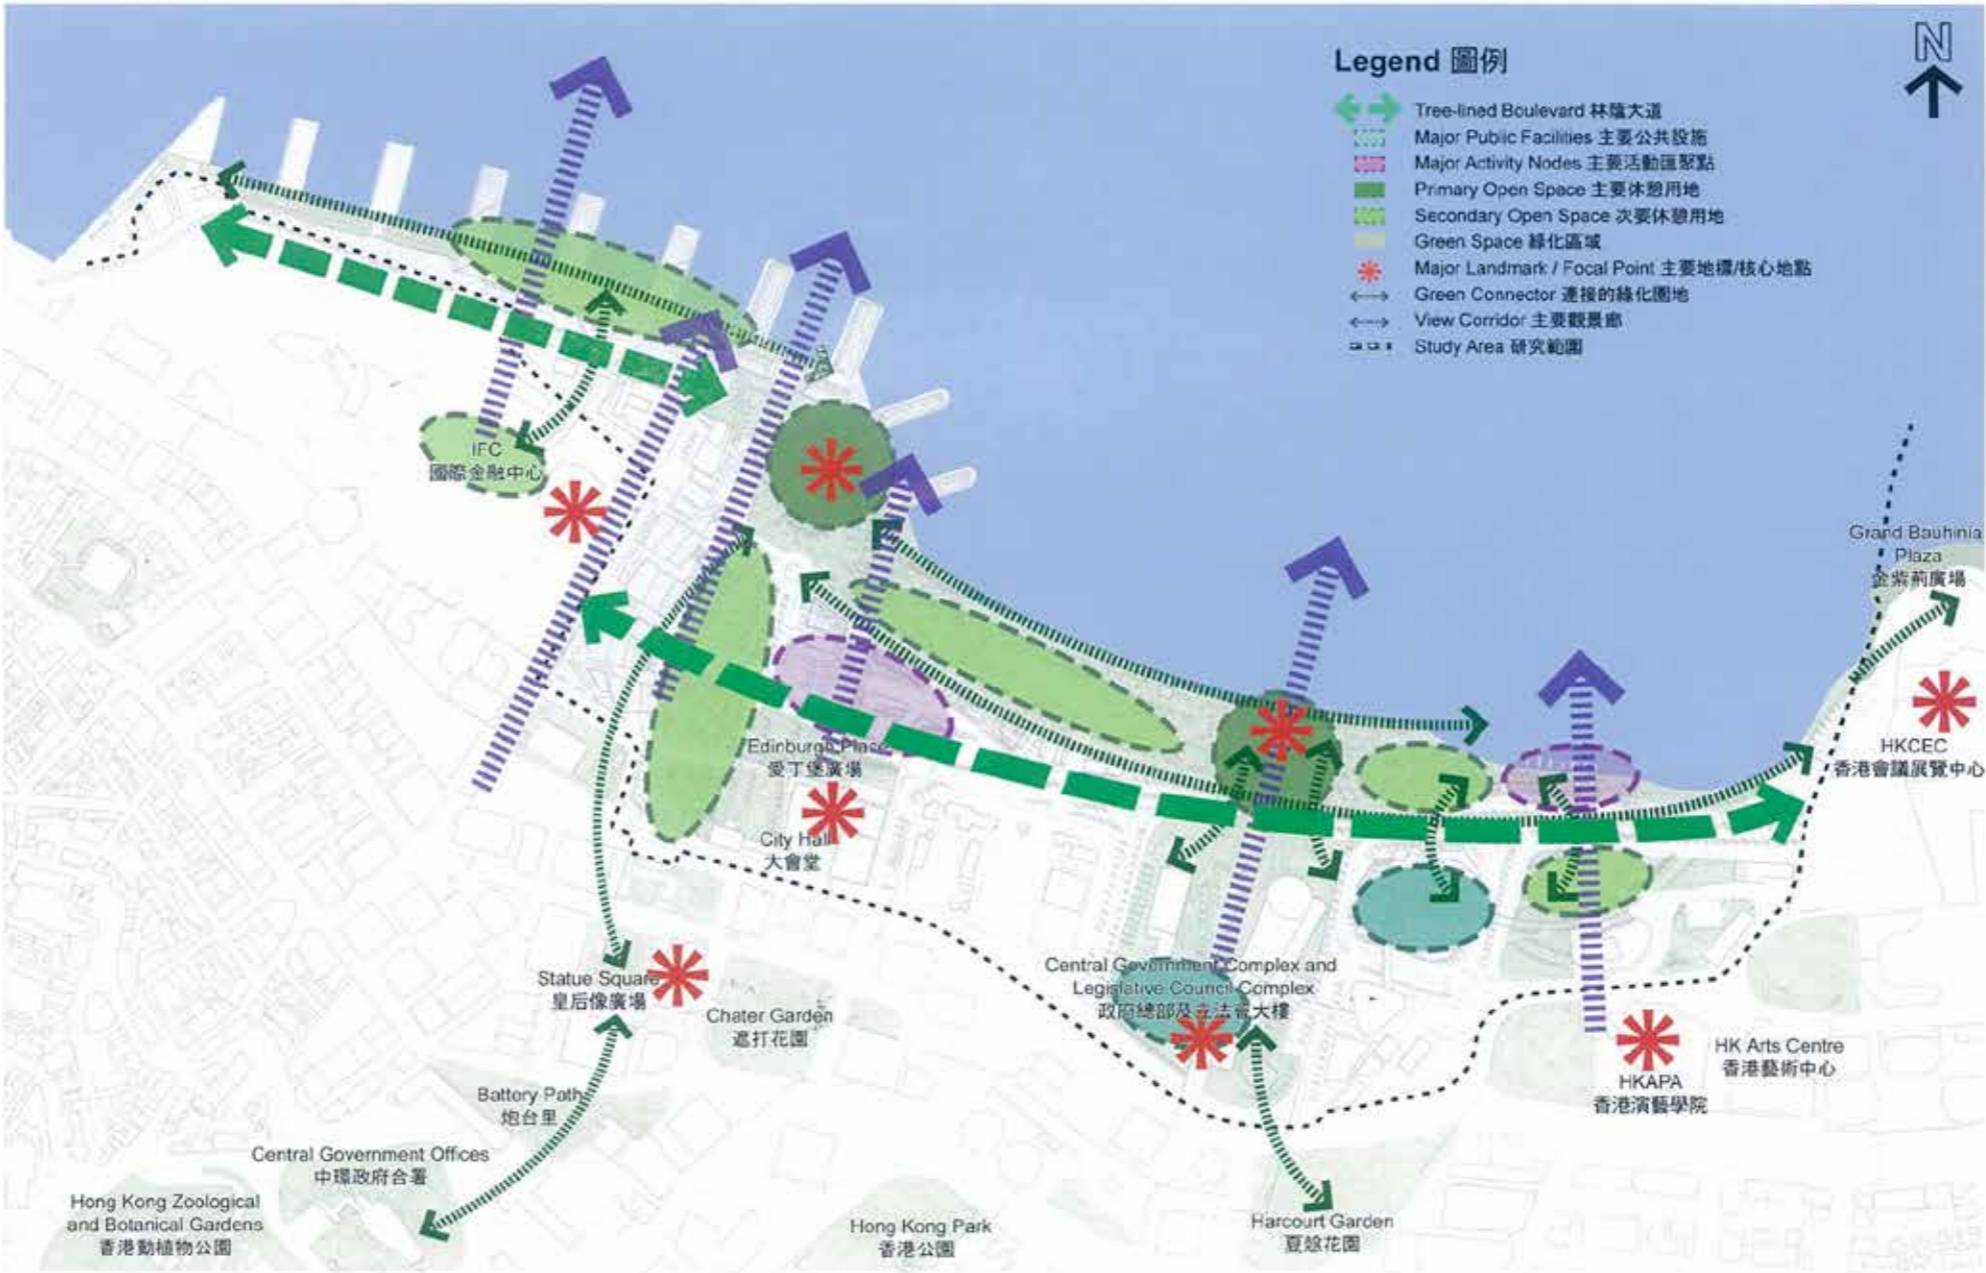 N
Legend 圖例
Tree-lined Boulevard 林蔭大道
Major Public Facilities 主要公共設施
Major Activity Nodes 主要活動匯聚點
Primary Open Space 主要休憩用地
Secondary Open Space 次要休憩用地
Green Space 綠化區域
Major Landmark / Focal Point 主要地標/核心地點
Green Connector 連接的綠化園地
View Corridor 主要觀景廊
Study Area 研究範圍
IFC
國際金融中心
Grand Bauhinia
Plaza
金紫荊廣場
HKCEC
香港會議展覽中心
Edinburgh Place
愛丁堡廣場
City Hall
大會堂
Statue Square
皇后像廣場
Chater Garden
遮打花園
Central Government Complex and
Legislative Council Complex
政府總部及立法會大樓
HK Arts Centre
香港藝術中心
HKAPA
香港演藝學院
Battery Path
炮台里
Central Government Offices
中環政府合署
Hong Kong Zoological
and Botanical Gardens
香港動植物公園
Hong Kong Park
香港公園
Harcourt Garden
夏慤花園